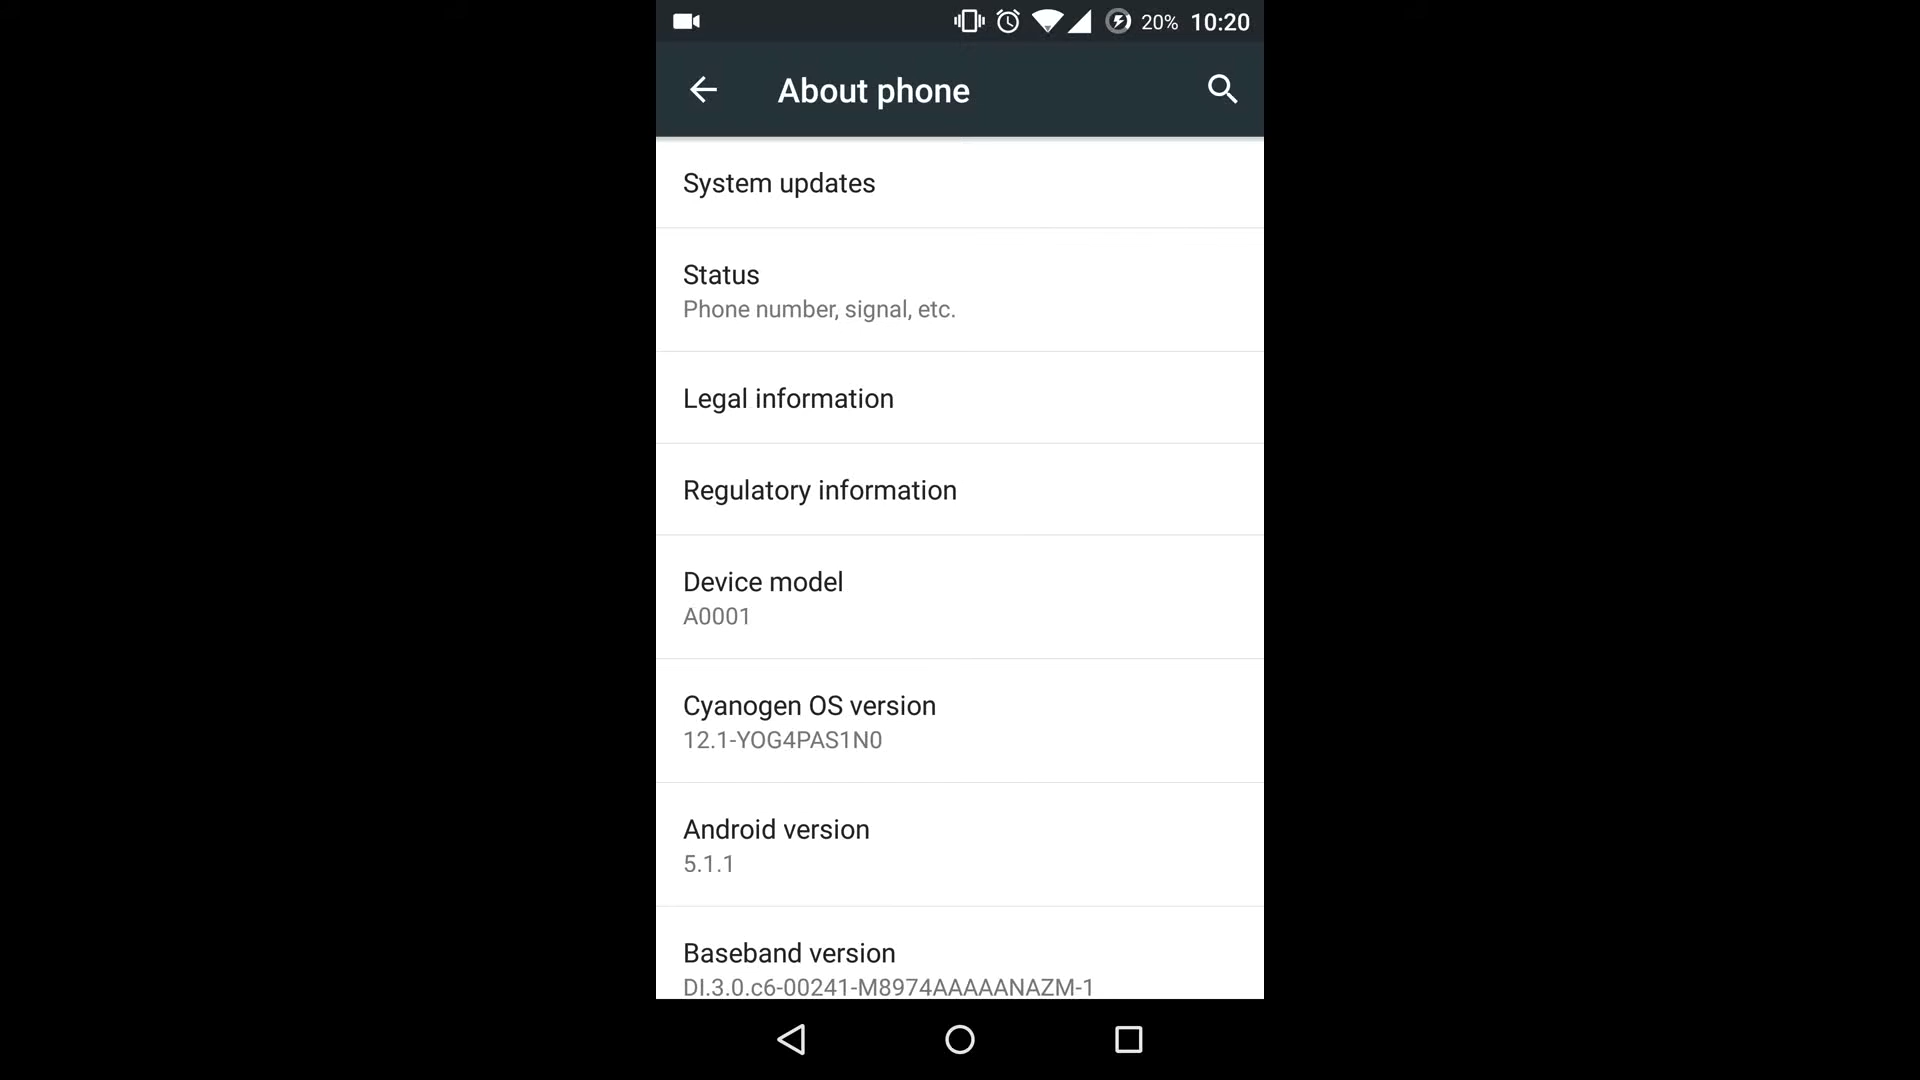 20% 10:20
About phone
System updates
Status
Phone number, signal, etc.
Legal information
Regulatory information
Device model
A0001
Cyanogen OS version
12.1-YOG4PAS1N0
Android version
5.1.1
Baseband version
DI.3.0.c6-00241-M8974AAAAANAZM-1